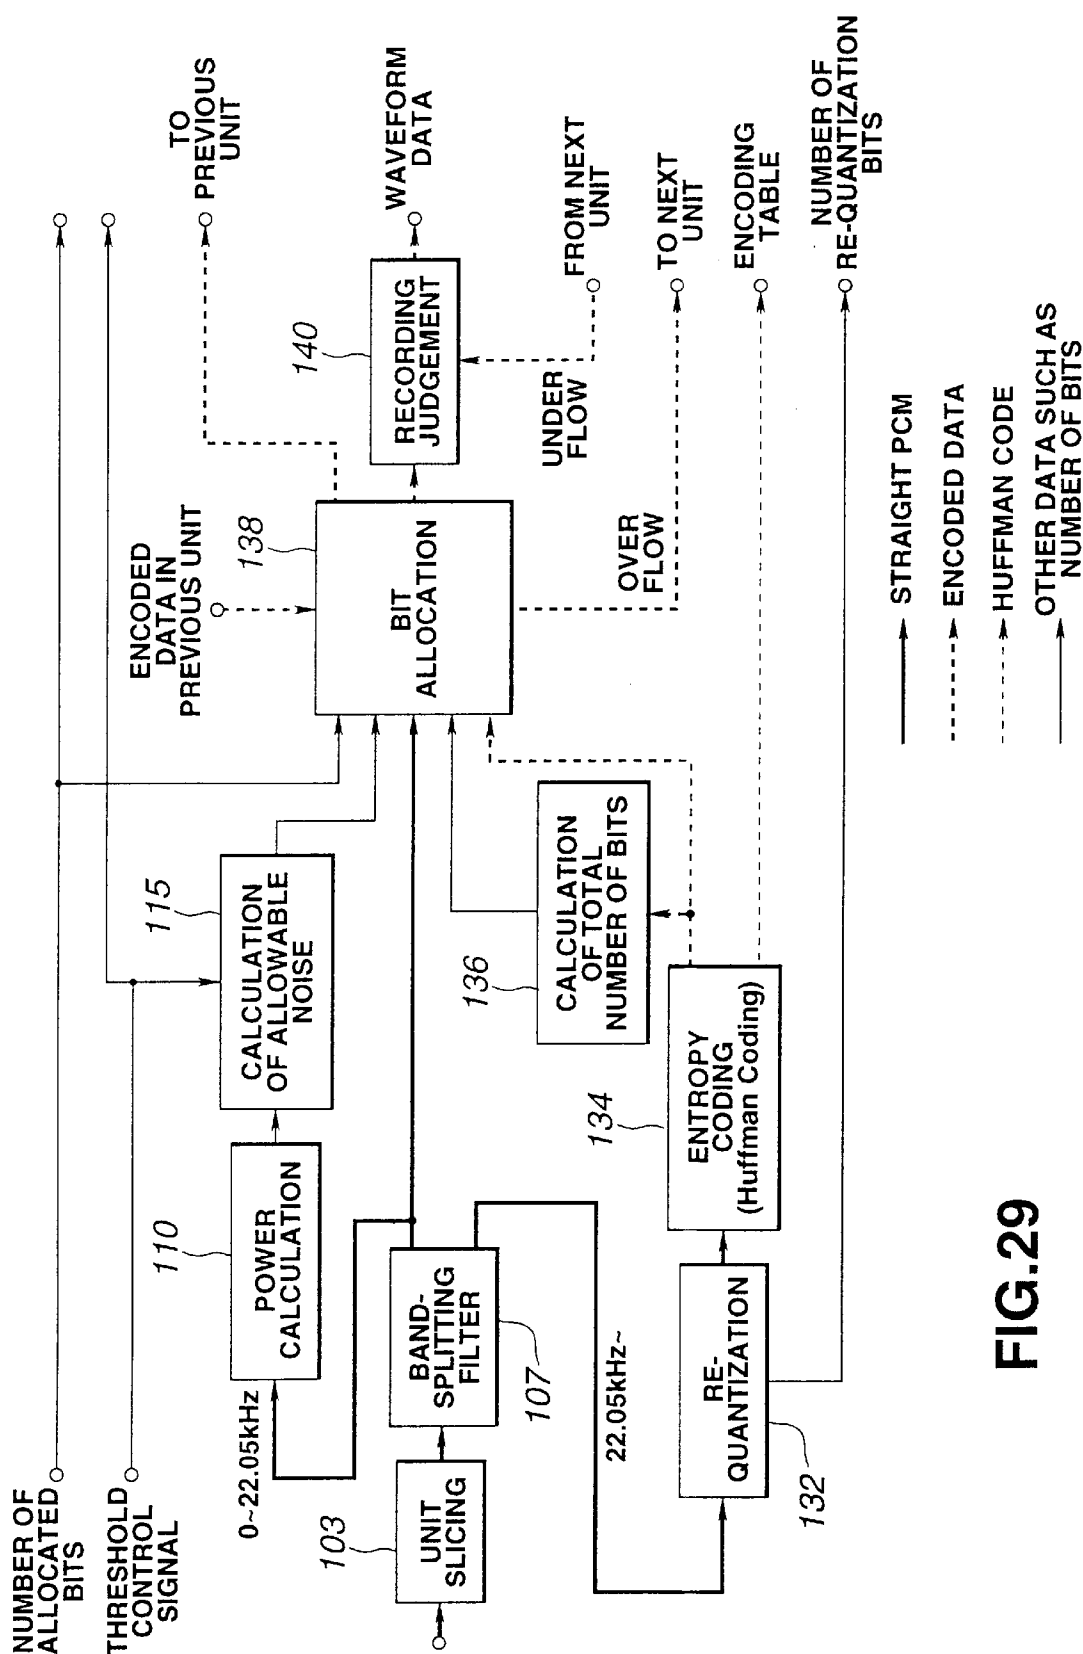 NUMBER OF
ALLOCATED
BITS
THRESHOLD
CONTROL
SIGNAL
TO
PREVIOUS
UNIT
ENCODED
DATA IN
PREVIOUS UNIT
115
CALCULATION
OF ALLOWABLE
NOISE
110
POWER
CALCULATION
0~22.05kHz
138
BIT
ALLOCATION
140
RECORDING
JUDGEMENT
WAVEFORM
DATA
103
UNIT
SLICING
BAND-
SPLITTING
FILTER
107
UNDER
FLOW
FROM NEXT
UNIT
OVER
FLOW
TO NEXT
UNIT
136
CALCULATION
OF TOTAL
NUMBER OF BITS
22.05kHz~
134
ENTROPY
CODING
(Huffman Coding)
ENCODING
TABLE
RE-
QUANTIZATION
132
NUMBER OF
RE-QUANTIZATION
BITS
STRAIGHT PCM
ENCODED DATA
HUFFMAN CODE
OTHER DATA SUCH AS
NUMBER OF BITS
FIG.29